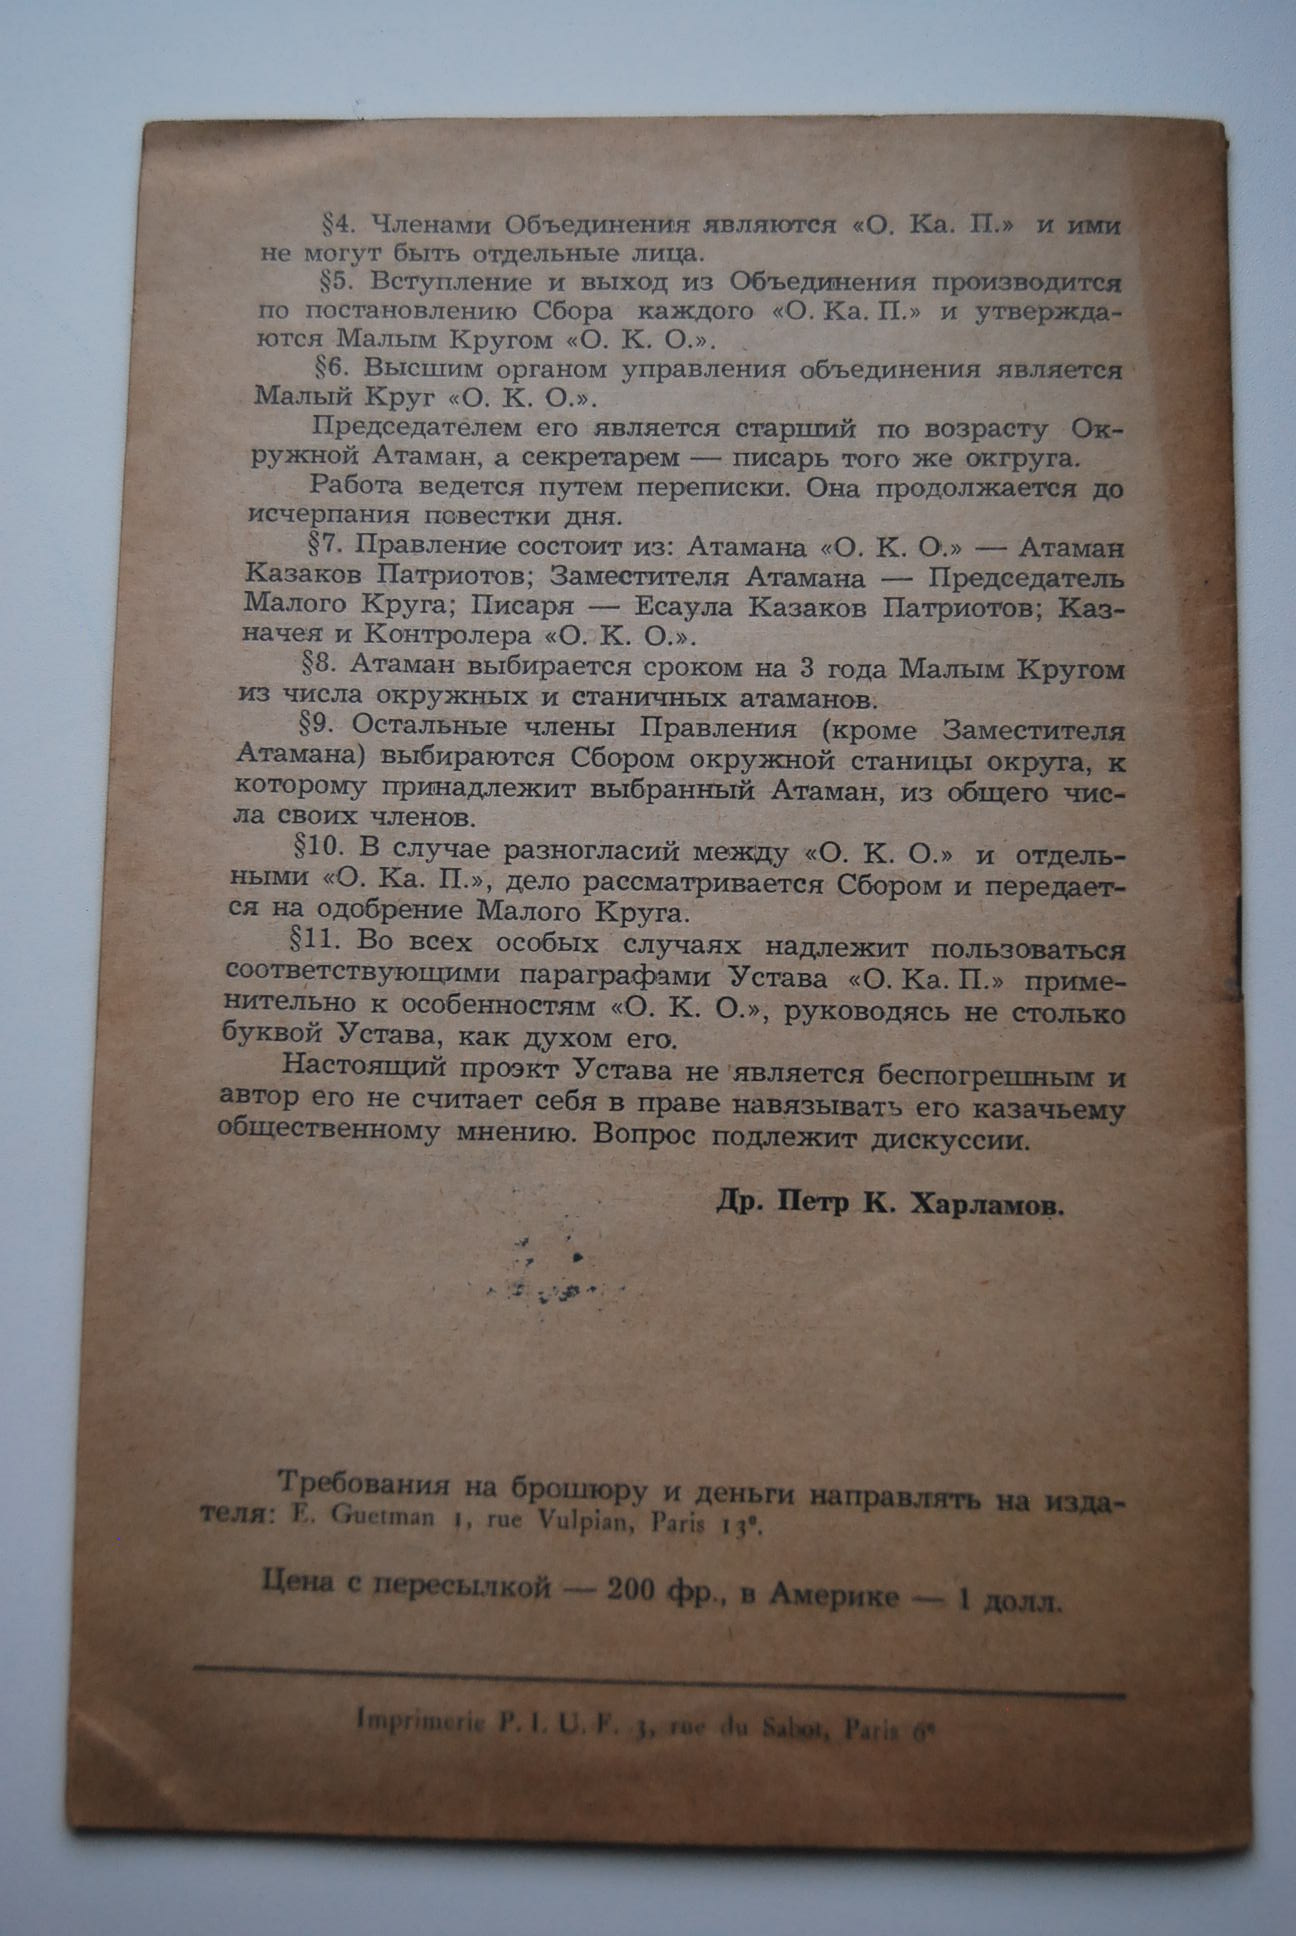 §4. Членами Объединения являются «О. Ка. П.» и ими
не могут быть отдельные лица.
§5. Вступление и выход из Объединения производится
по постановлению Сбора каждого «О. Ка. П.» и утвержда-
ются Малым Кругом «О. К. О.».
§6. Высшим органом управления объединения является
Малый Круг «О. К. О.».
Председателем его является старший по возрасту Ок-
ружной Атаман, а секретарем — писарь того же окгруга.
Работа ведется путем переписки. Она продолжается до
исчерпания повестки дня.
§7. Правление состоит из: Атамана «О. К. О.» — Атаман
Казаков Патриотов; Заместителя Атамана — Председатель
Малого Круга; Писаря — Есаула Казаков Патриотов; Каз-
начея и Контролера «О. К. О.».
§8. Атаман выбирается сроком на 3 года Малым Кругом
из числа окружных и станичных атаманов.
§9. Остальные члены Правления (кроме Заместителя
Атамана) выбираются Сбором окружной станицы округа, к
которому принадлежит выбранный Атаман, из общего чис-
ла своих членов.
§10. В случае разногласий между «О. К. О.» и отдель-
ными «О. Ка. П.», дело рассматривается Сбором и передает-
ся на одобрение Малого Круга.
§11. Во всех особых случаях надлежит пользоваться
соответствующими параграфами Устава «О. Ка. П.» приме-
нительно к особенностям «О. К. О.», руководясь не столько
буквой Устава, как духом его.
Настоящий проэкт Устава не является беспогрешным и
автор его не считает себя в праве навязывать его казачьему
общественному мнению. Вопрос подлежит дискуссии.
Др. Петр К. Харламов.
Требования на брошюру и деньги направлять на изда-
теля: E. Guetman 1, rue Vulpian, Paris 13e.
Цена с пересылкой — 200 фр., в Америке — 1 долл.
Imprimerie P. I. U. F. 3, rue du Sabot, Paris 6e